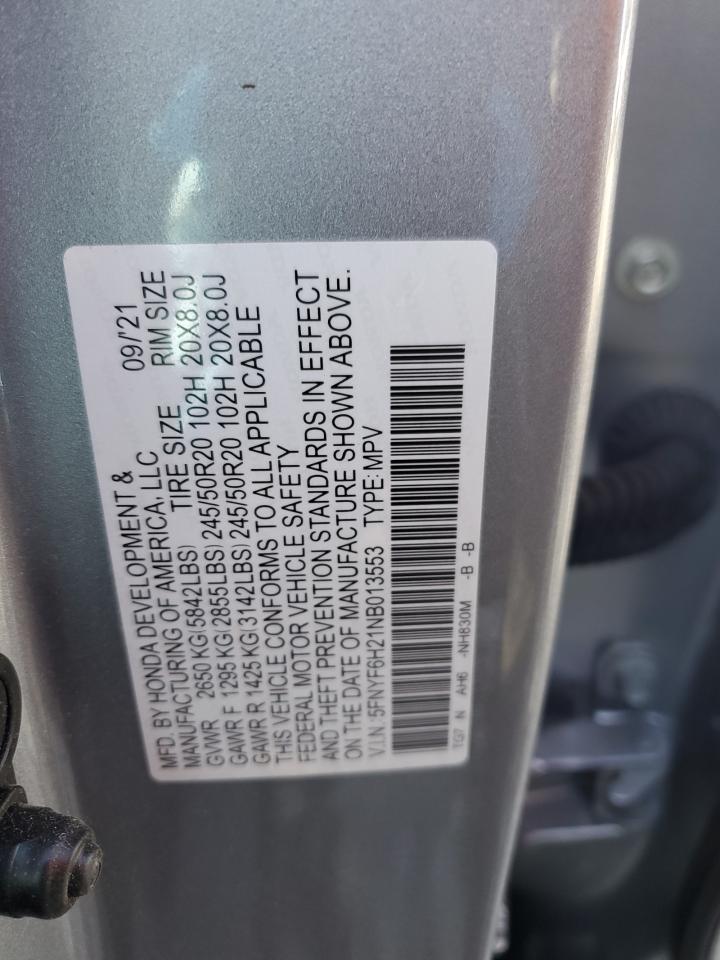 MFD. BY HONDA DEVELOPMENT & 09/'21
MANUFACTURING OF AMERICA, LLC
TIRE SIZE RIM SIZE
GVWR 2650 KG(5842LBS)
GAWR F 1295 KG(2855LBS) 245/50R20 102H 20X8.0J
GAWR R 1425 KG(3142LBS) 245/50R20 102H 20X8.0J
THIS VEHICLE CONFORMS TO ALL APPLICABLE
FEDERAL MOTOR VEHICLE SAFETY
AND THEFT PREVENTION STANDARDS IN EFFECT
ON THE DATE OF MANUFACTURE SHOWN ABOVE.
V.I.N.: 5FNYF6H21NB013553 TYPE: MPV
TG7 IN AH6 -NH830M -B -B